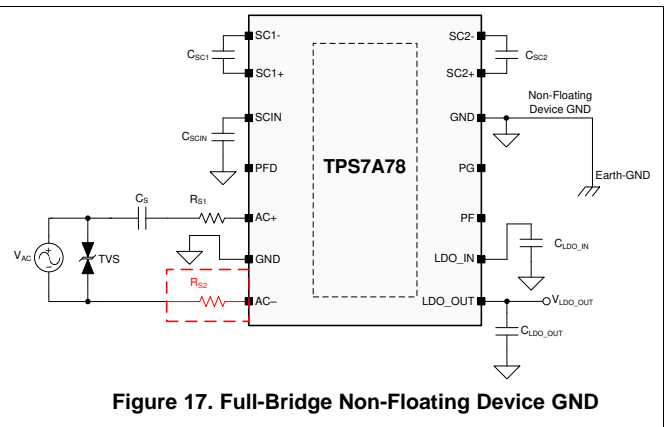 SC1-
SC2-
C_SC1
C_SC2
SC1+
SC2+
Non-Floating
Device GND
SCIN
GND
C_SCIN
PFD
TPS7A78
PG
Earth-GND
C_S
R_S1
AC+
PF
V_AC
TVS
GND
LDO_IN
C_LDO_IN
R_S2
AC–
LDO_OUT
V_LDO_OUT
C_LDO_OUT
Figure 17. Full-Bridge Non-Floating Device GND